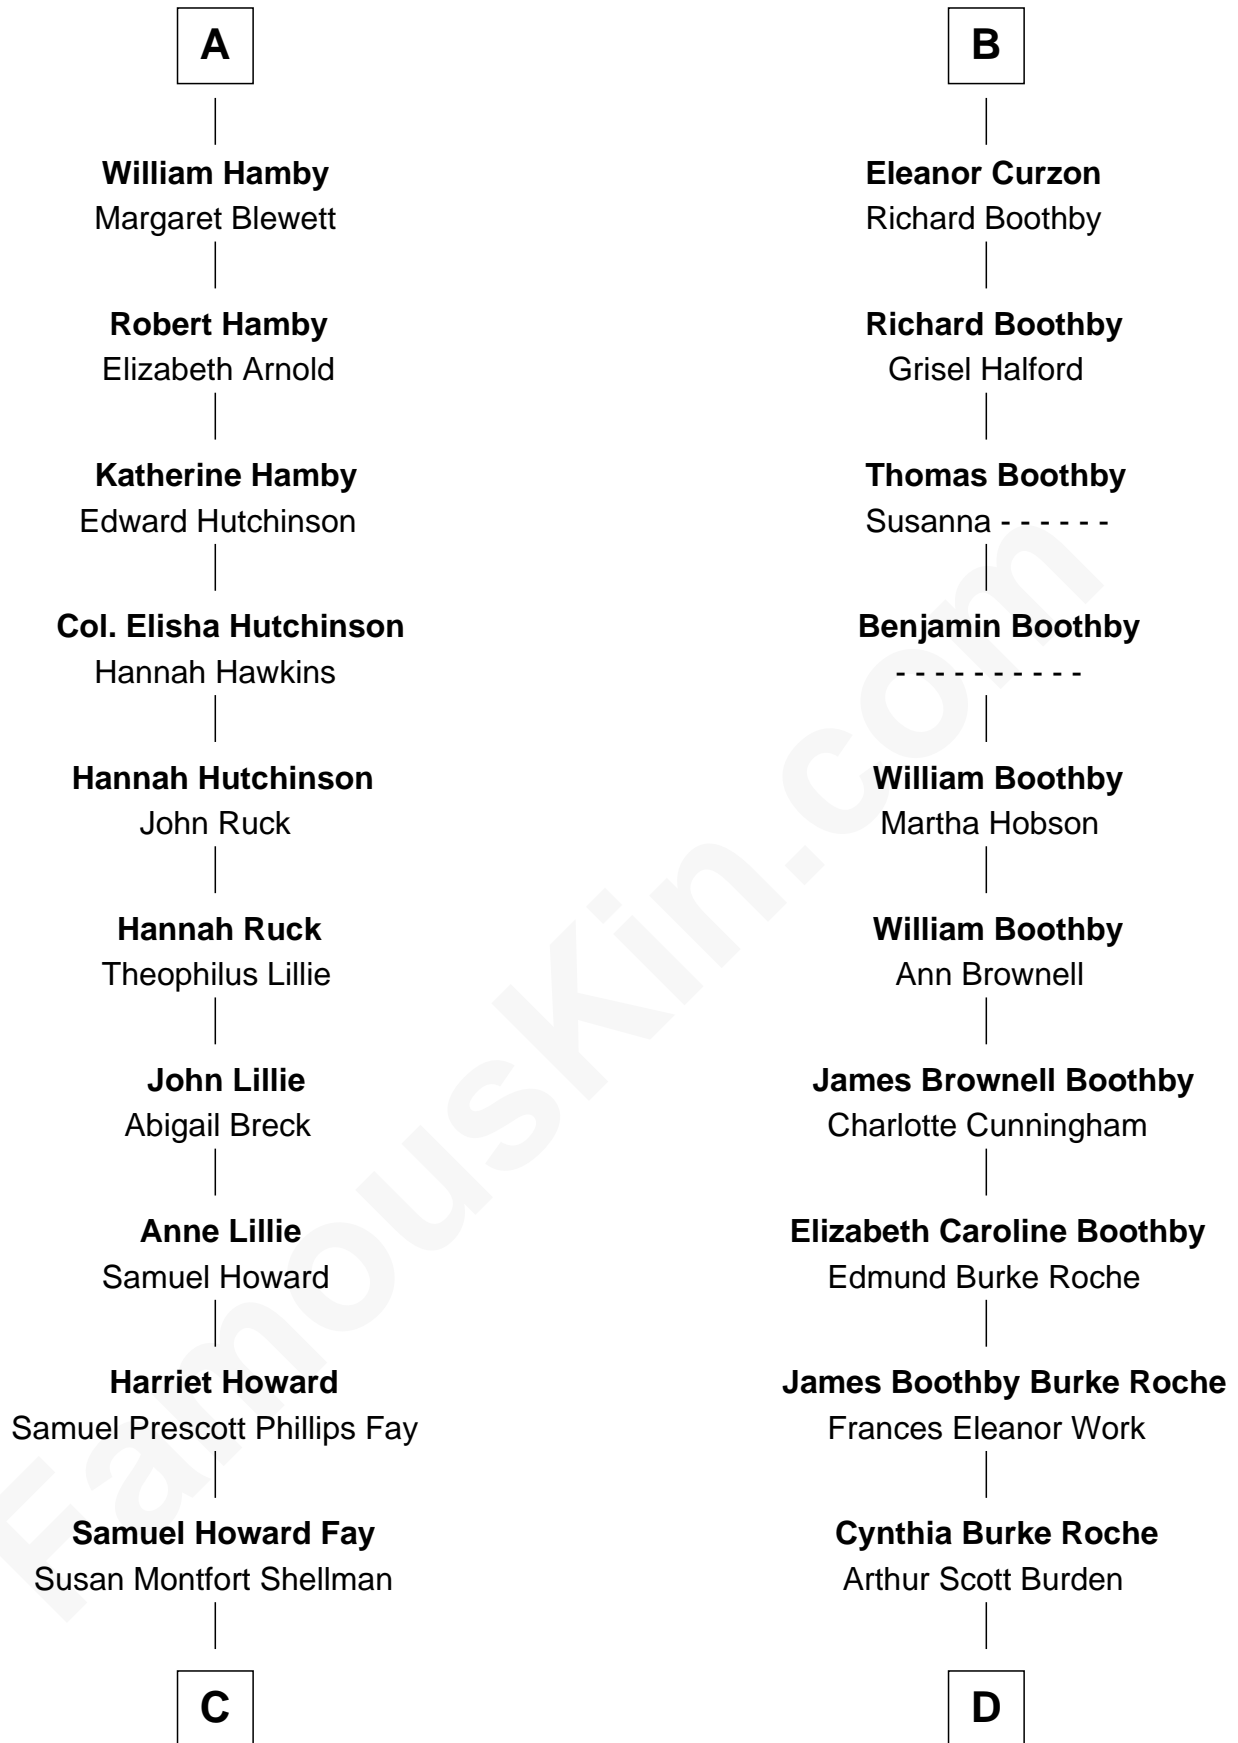 A
William Hamby
Margaret Blewett
Robert Hamby
Elizabeth Arnold
Katherine Hamby
Edward Hutchinson
Col. Elisha Hutchinson
Hannah Hawkins
Hannah Hutchinson
John Ruck
Hannah Ruck
Theophilus Lillie
John Lillie
Abigail Breck
Anne Lillie
Samuel Howard
Harriet Howard
Samuel Prescott Phillips Fay
Samuel Howard Fay
Susan Montfort Shellman
C
B
Eleanor Curzon
Richard Boothby
Richard Boothby
Grisel Halford
Thomas Boothby
Susanna - - - - - -
Benjamin Boothby
- - - - - - - - - -
William Boothby
Martha Hobson
William Boothby
Ann Brownell
James Brownell Boothby
Charlotte Cunningham
Elizabeth Caroline Boothby
Edmund Burke Roche
James Boothby Burke Roche
Frances Eleanor Work
Cynthia Burke Roche
Arthur Scott Burden
D
FamousKin.com